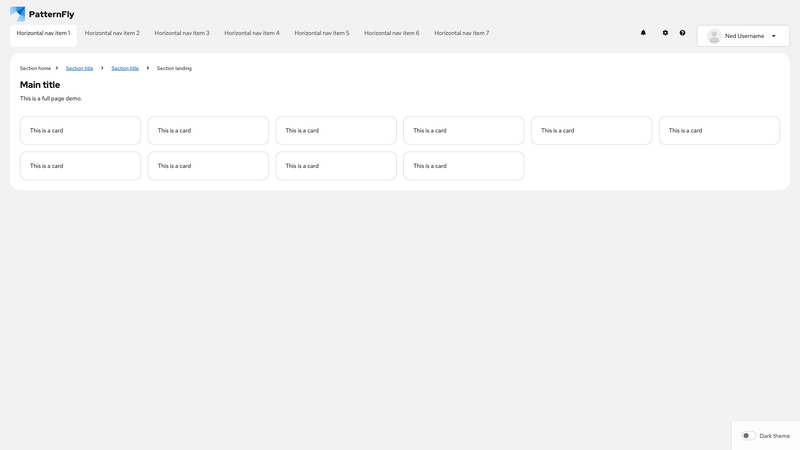 PatternFly
Horizontal nav item 1 Horizontal nav item 2 Horizontal nav item 3 Horizontal nav item 4 Horizontal nav item 5 Horizontal nav item 6 Horizontal nav item 7 Ned Username
Section home Section title Section title Section landing
Main title
This is a full page demo.
This is a card This is a card This is a card This is a card This is a card This is a card
This is a card This is a card This is a card This is a card
Dark theme